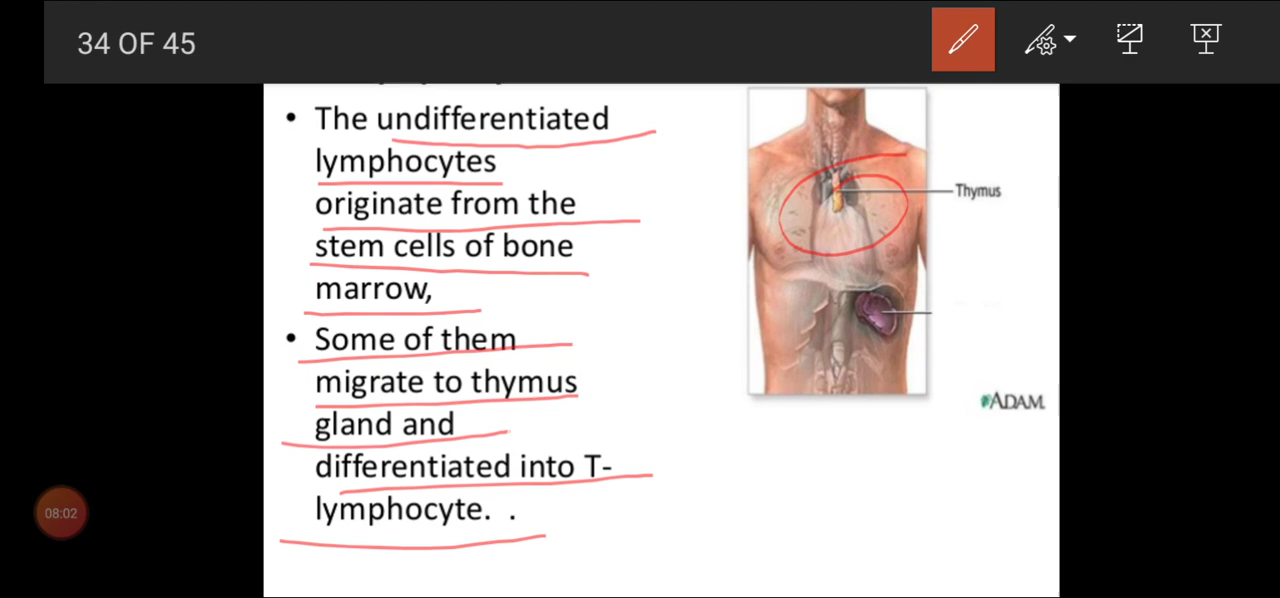 34 OF 45
• The undifferentiated
lymphocytes
originate from the
stem cells of bone
marrow,
• Some of them
migrate to thymus
gland and
differentiated into T-
lymphocyte. .
Thymus
ADAM.
08:02